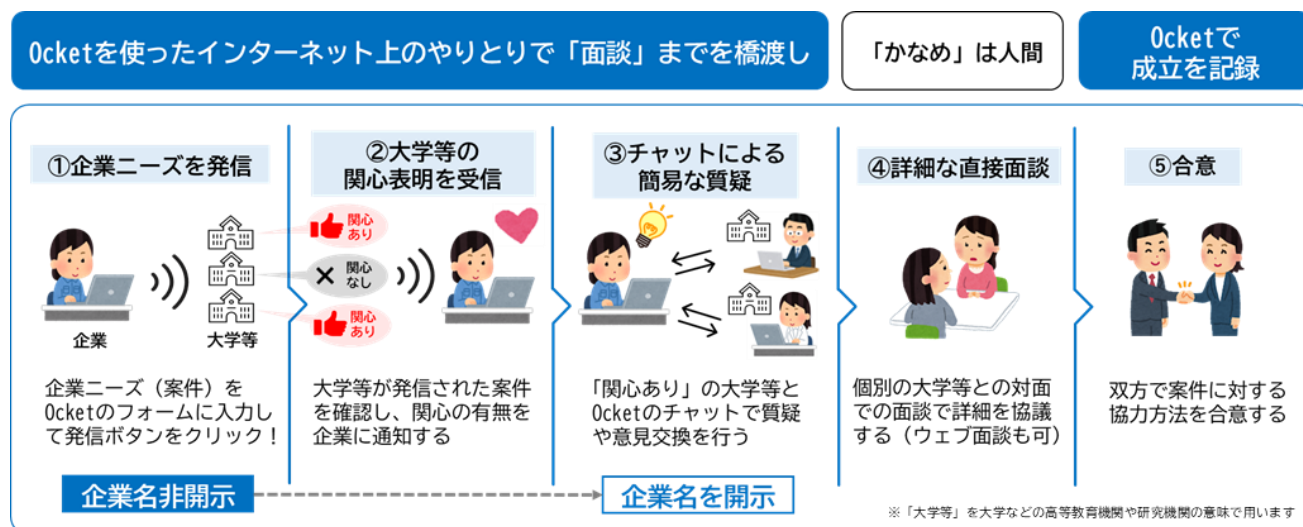 Ocketを使ったインターネット上のやりとりで「面談」までを橋渡し
「かなめ」は人間
Ocketで
成立を記録
①企業ニーズを発信
企業
大学等
企業ニーズ（案件）を
Ocketのフォームに入力し
て発信ボタンをクリック！
②大学等の
関心表明を受信
関心
あり
関心
なし
関心
あり
大学等が発信された案件
を確認し、関心の有無を
企業に通知する
③チャットによる
簡易な質疑
「関心あり」の大学等と
Ocketのチャットで質疑
や意見交換を行う
④詳細な直接面談
個別の大学等との対面
での面談で詳細を協議
する（ウェブ面談も可）
⑤合意
双方で案件に対する
協力方法を合意する
企業名非開示
企業名を開示
※「大学等」を大学などの高等教育機関や研究機関の意味で用います